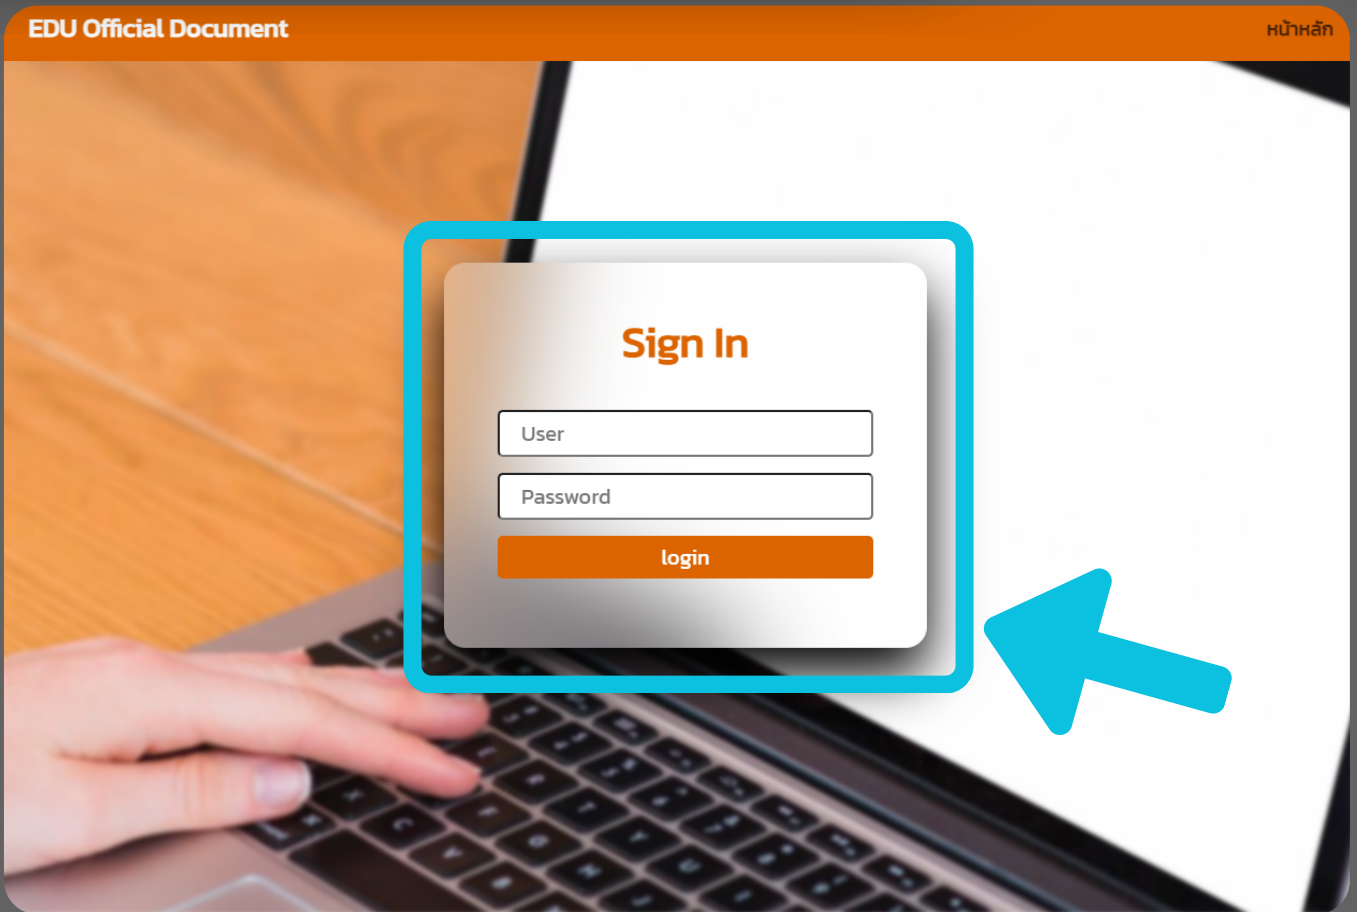 EDU Official Document
หน้าหลัก
Sign In
User
Password
login